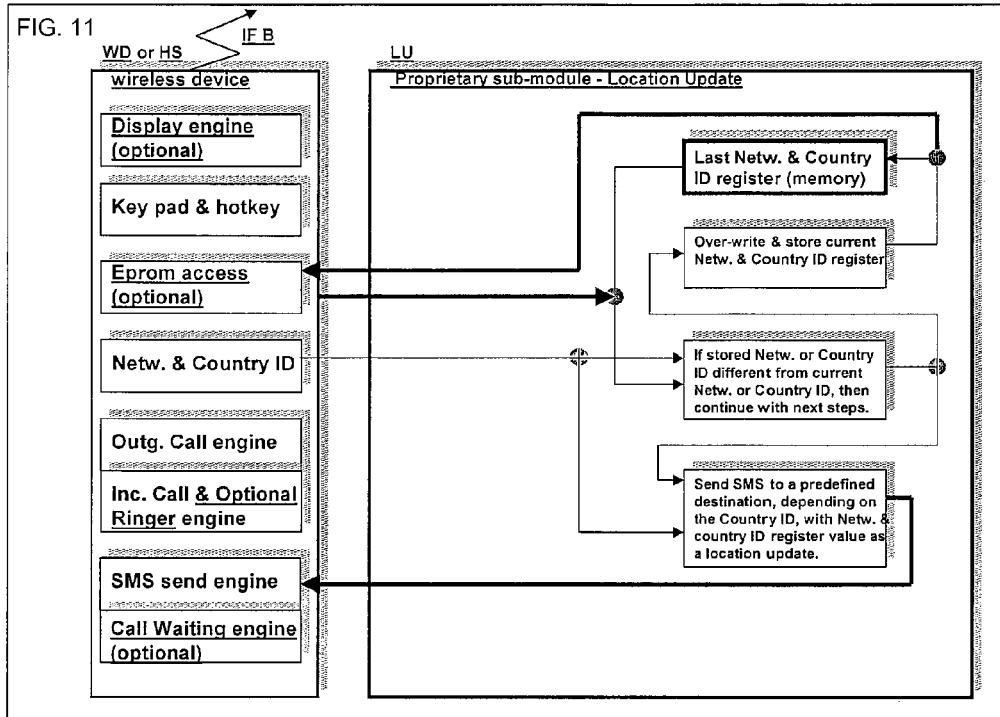 FIG. 11
IF B
WD or HS
wireless device
Display engine
(optional)
Key pad & hotkey
Eprom access
(optional)
Netw. & Country ID
Outg. Call engine
Inc. Call & Optional
Ringer engine
SMS send engine
Call Waiting engine
(optional)
LU
Proprietary sub-module - Location Update
Last Netw. & Country
ID register (memory)
Over-write & store current
Netw. & Country ID register
If stored Netw. or Country
ID different from current
Netw. or Country ID, then
continue with next steps.
Send SMS to a predefined
destination, depending on
the Country ID, with Netw. &
country ID register value as
a location update.